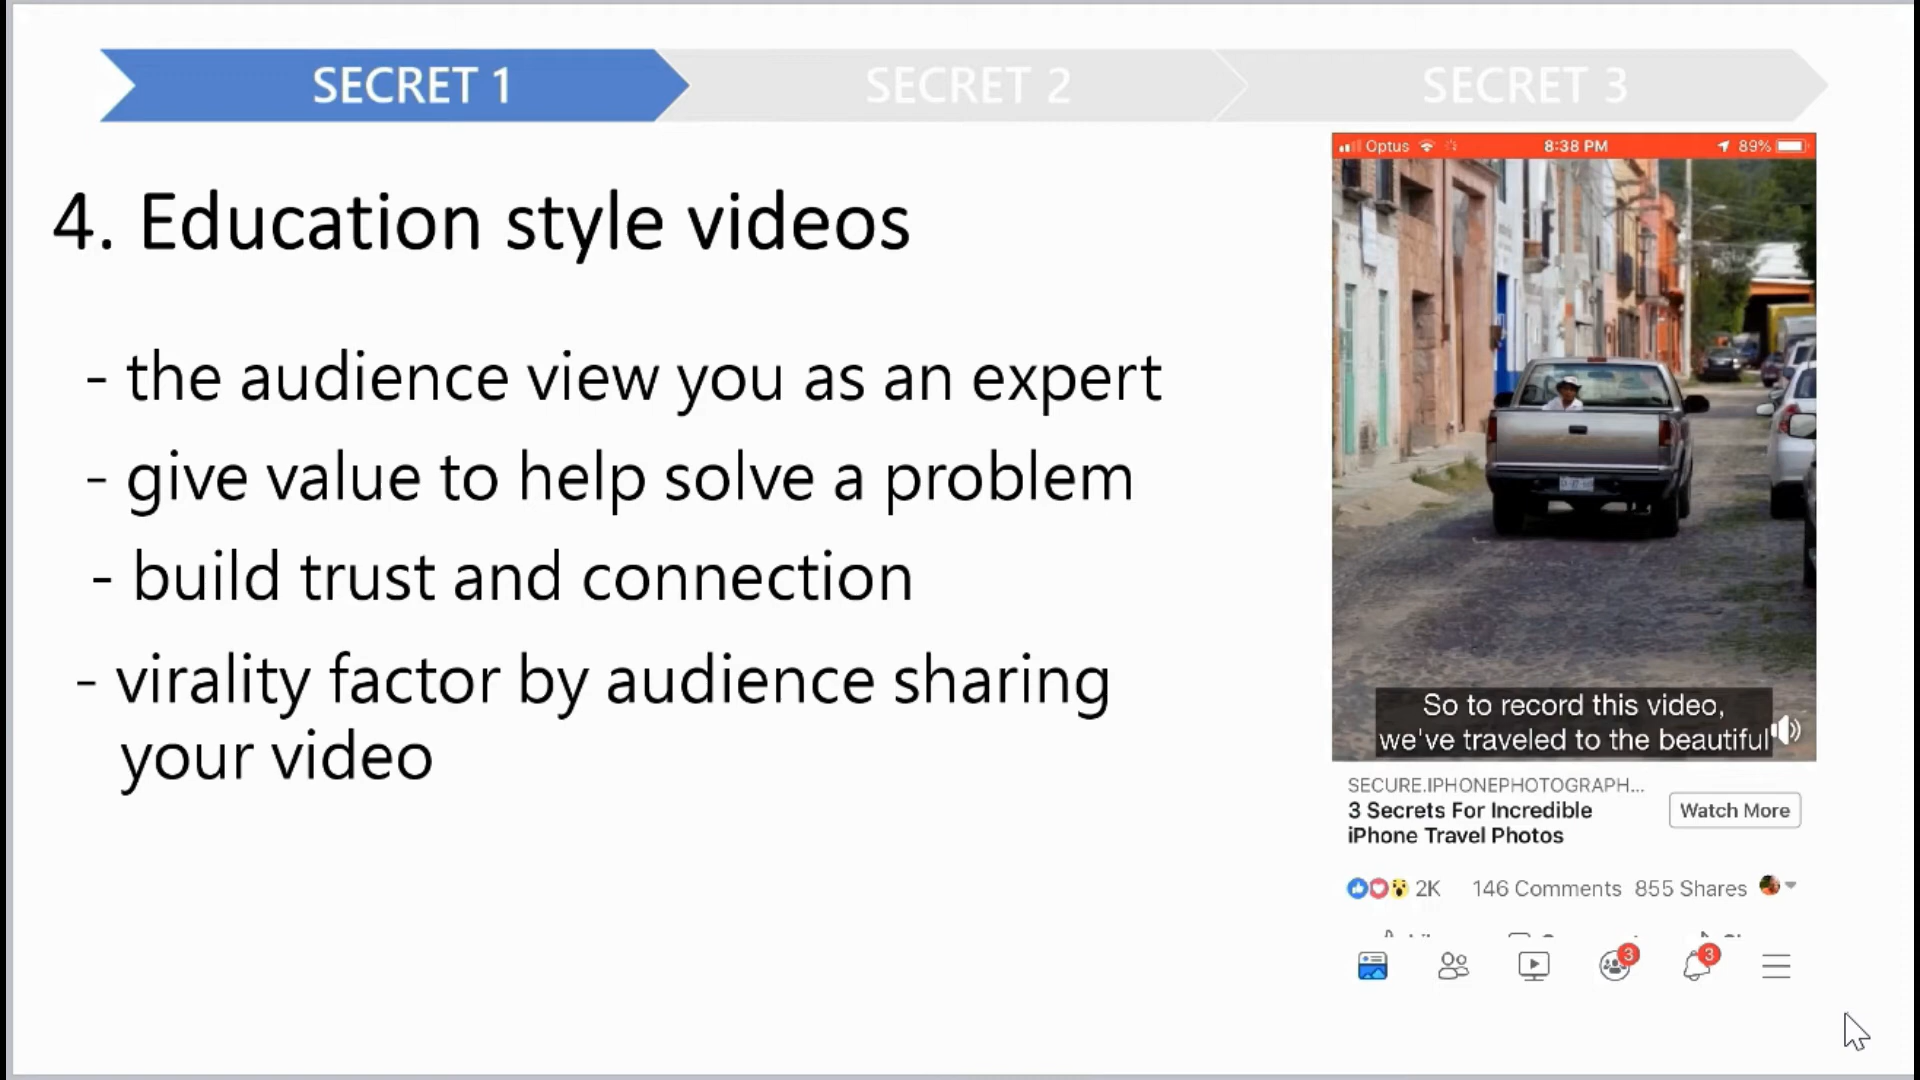 SECRET 1
SECRET 2
SECRET 3
4. Education style videos
- the audience view you as an expert
- give value to help solve a problem
- build trust and connection
- virality factor by audience sharing
your video
Optus
8:38 PM
89%
So to record this video,
we've traveled to the beautiful
SECURE.IPHONEPHOTOGRAPH...
3 Secrets For Incredible
iPhone Travel Photos
Watch More
2K
146 Comments
855 Shares
3
3